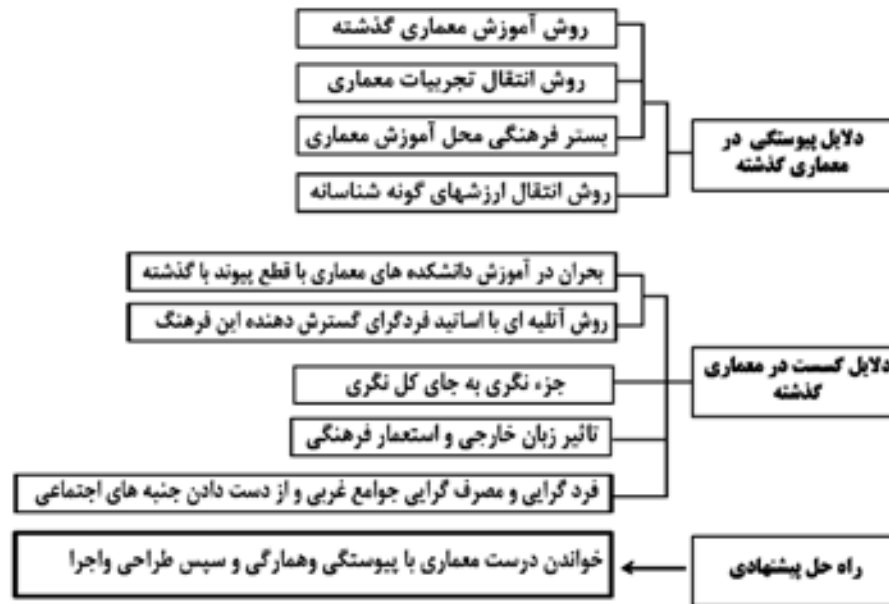 روش آموزش معماری گذشته
روش انتقال تجربیات معماری
بستر فرهنگی محل آموزش معماری
روش انتقال ارزشهای گونه شناسانه
دلایل پیوستگی در
معماری گذشته
بحران در آموزش دانشکده های معماری با قطع پیوند با گذشته
روش آتلیه ای با اساتید فردگرای گسترش دهنده این فرهنگ
جزء نگری به جای کل نگری
تاثیر زبان خارجی و استعمار فرهنگی
فرد گرایی و مصرف گرایی جوامع غربی و از دست دادن جنبه های اجتماعی
دلایل گسست در معماری
گذشته
راه حل پیشنهادی
خواندن درست معماری با پیوستگی وهمارگی و سپس طراحی واجرا